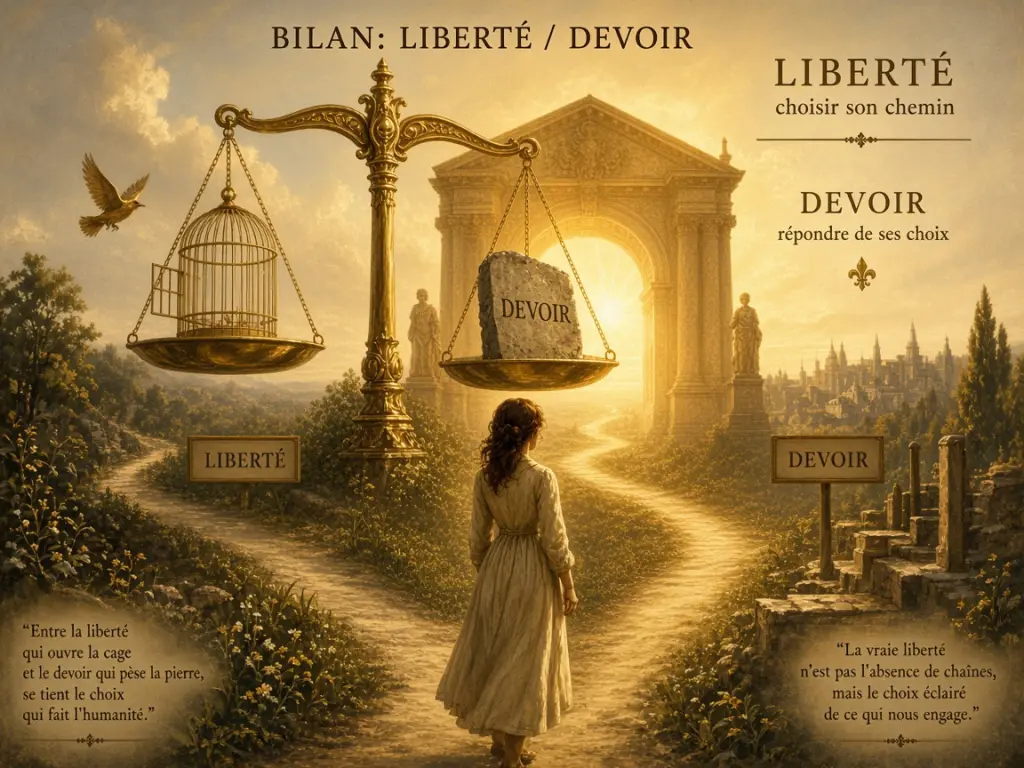 BILAN: LIBERTÉ / DEVOIR
LIBERTÉ
choisir son chemin
DEVOIR
répondre de ses choix
DEVOIR
LIBERTÉ
DEVOIR
“Entre la liberté
qui ouvre la cage
et le devoir qui pèse la pierre,
se tient le choix
qui fait l’humanité.”
“La vraie liberté
n’est pas l’absence de chaînes,
mais le choix éclairé
de ce qui nous engage.”